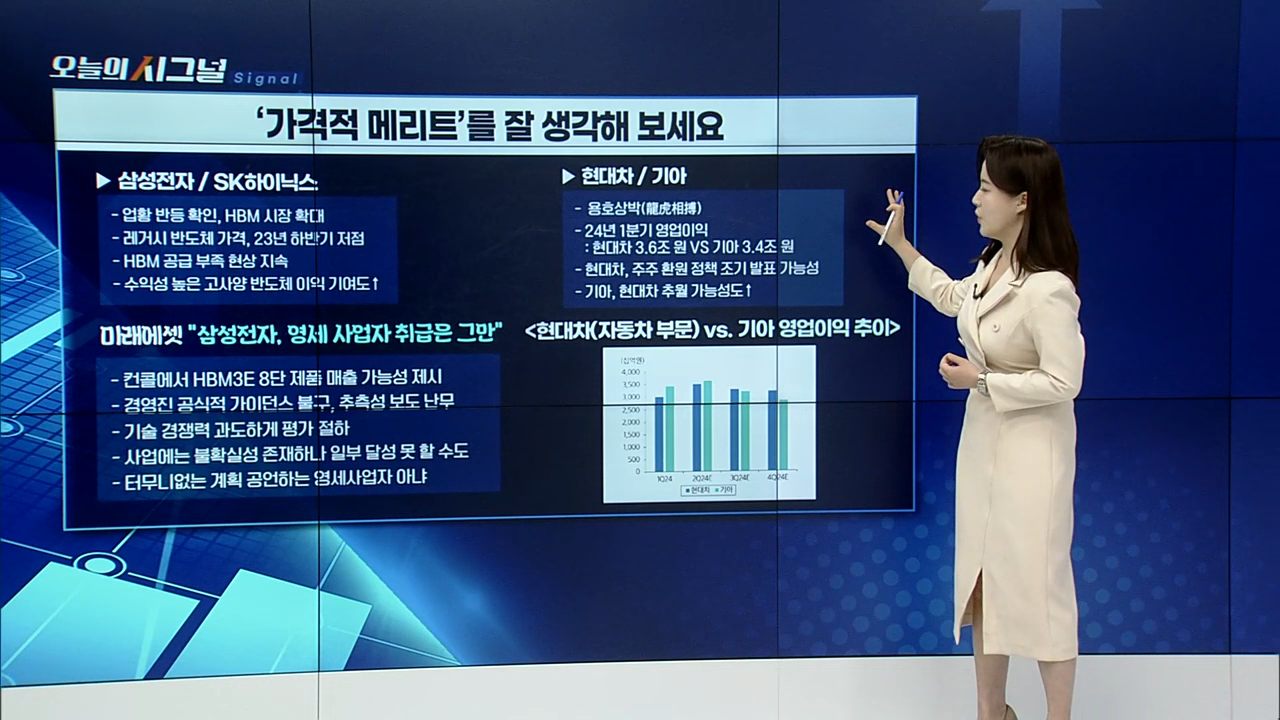 오늘의 시그널 Signal
‘가격적 메리트’를 잘 생각해 보세요
▶ 삼성전자 / SK하이닉스
- 업황 반등 확인, HBM 시장 확대
- 레거시 반도체 가격, 23년 하반기 저점
- HBM 공급 부족 현상 지속
- 수익성 높은 고사양 반도체 이익 기여도↑
미래에셋 "삼성전자, 영세 사업자 취급은 그만"
- 컨콜에서 HBM3E 8단 제품 매출 가능성 제시
- 경영진 공식적 가이던스 불구, 추측성 보도 난무
- 기술 경쟁력 과도하게 평가 절하
- 사업에는 불확실성 존재하나 일부 달성 못 할 수도
- 터무니없는 계획 공언하는 영세사업자 아냐
▶ 현대차 / 기아
- 용호상박(龍虎相搏)
- 24년 1분기 영업이익
: 현대차 3.6조 원 VS 기아 3.4조 원
- 현대차, 주주 환원 정책 조기 발표 가능성
- 기아, 현대차 추월 가능성도↑
<현대차(자동차 부문) vs. 기아 영업이익 추이>
(십억원)
4,000
3,500
3,000
2,500
2,000
1,500
1,000
500
0
1Q24 2Q24E 3Q24E 4Q24E
■현대차 ■기아